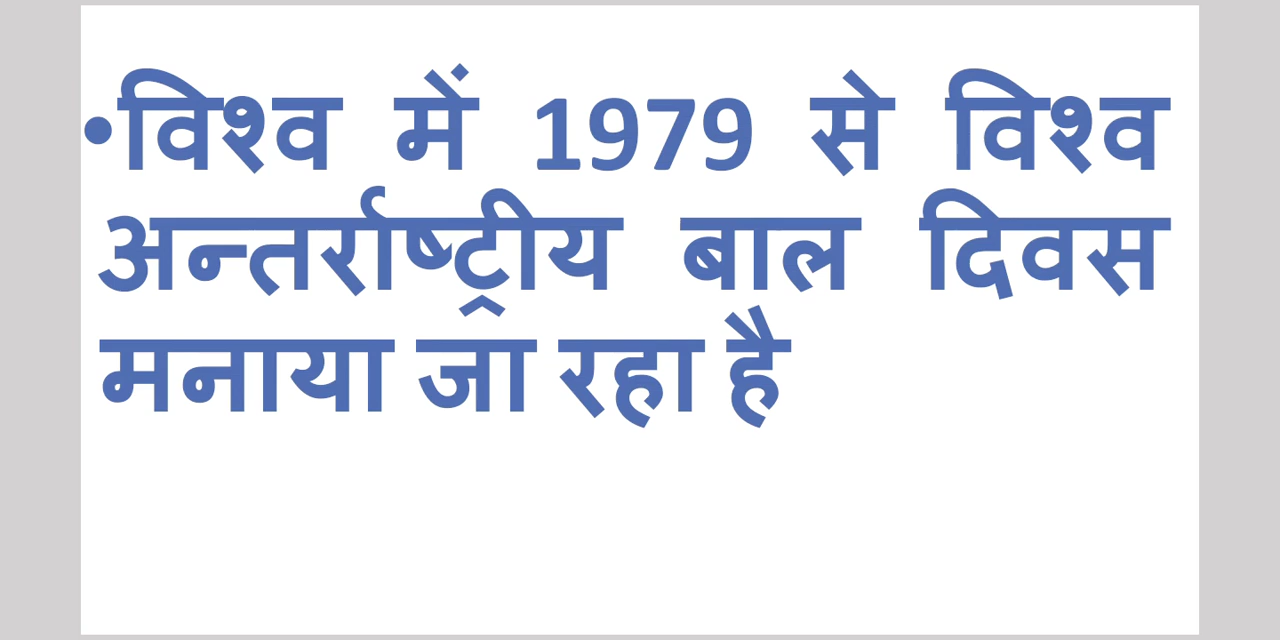 •विश्व में 1979 से विश्व
अन्तर्राष्ट्रीय बाल दिवस
मनाया जा रहा है